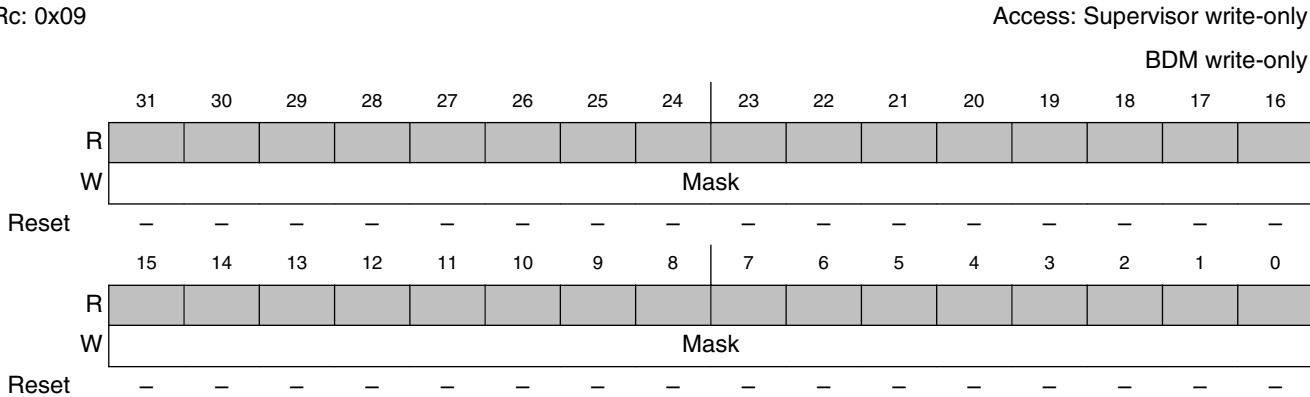 Rc: 0x09 Access: Supervisor write-only
BDM write-only
31 30 29 28 27 26 25 24 23 22 21 20 19 18 17 16
R
W Mask
Reset – – – – – – – – – – – – – – – –
15 14 13 12 11 10 9 8 7 6 5 4 3 2 1 0
R
W Mask
Reset – – – – – – – – – – – – – – – –